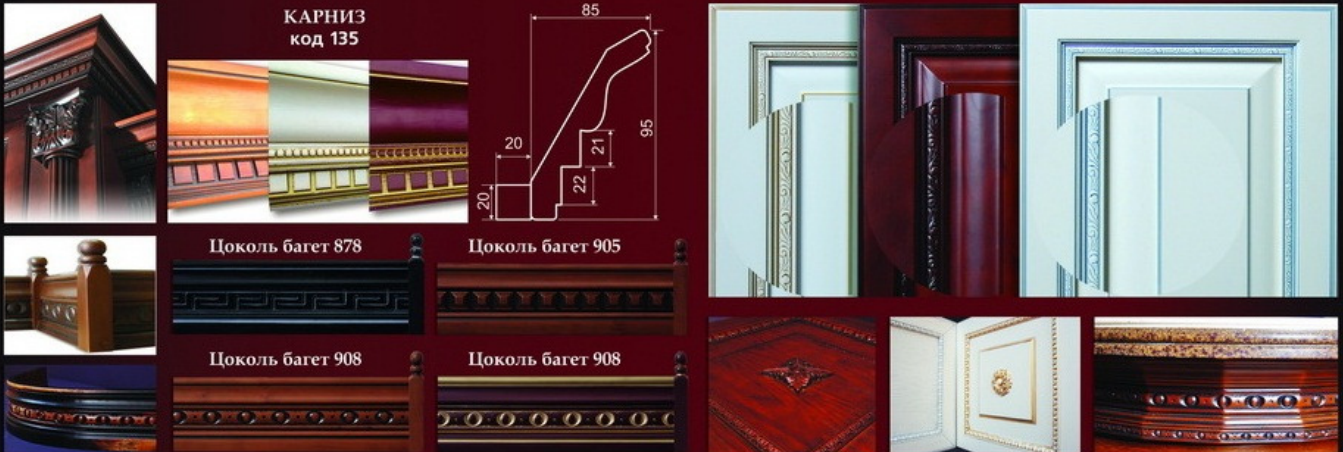 КАРНИЗ
код 135
85
95
20
21
22
20
Цоколь багет 878
Цоколь багет 905
Цоколь багет 908
Цоколь багет 908